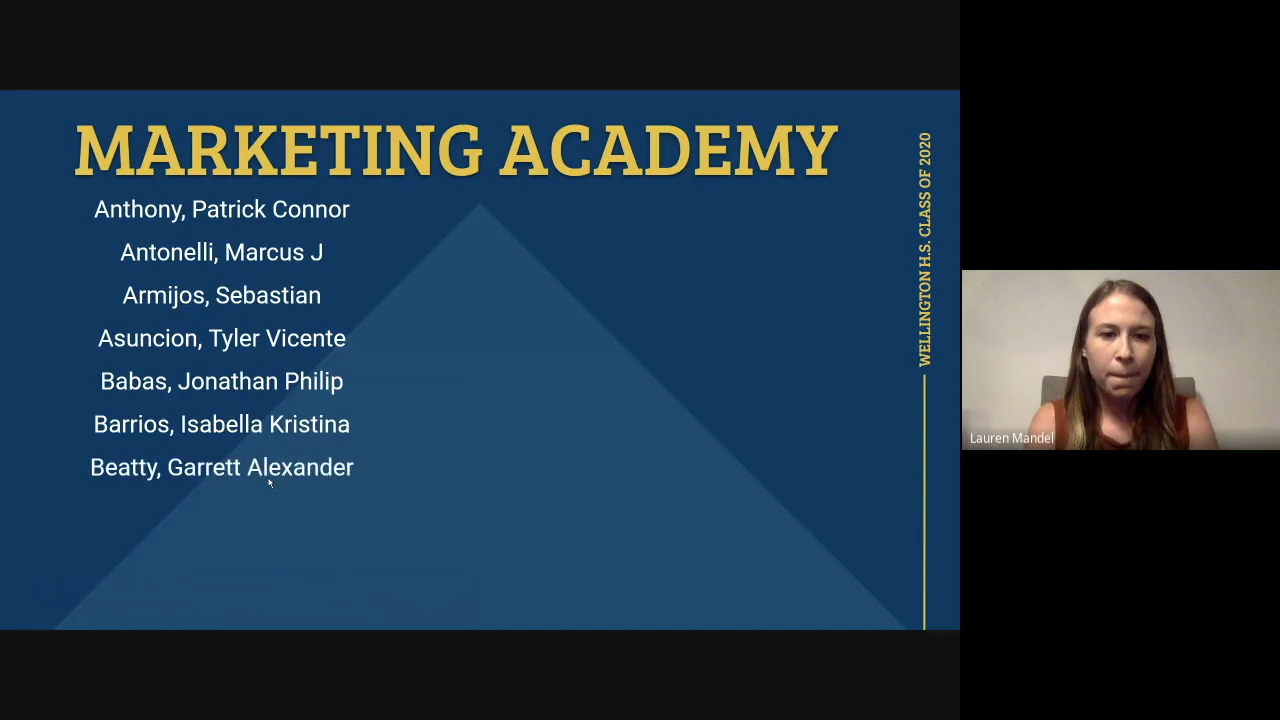 MARKETING ACADEMY
Anthony, Patrick Connor
Antonelli, Marcus J
Armijos, Sebastian
Asuncion, Tyler Vicente
Babas, Jonathan Philip
Barrios, Isabella Kristina
Beatty, Garrett Alexander
WELLINGTON H.S. CLASS OF 2020
Lauren Mandel